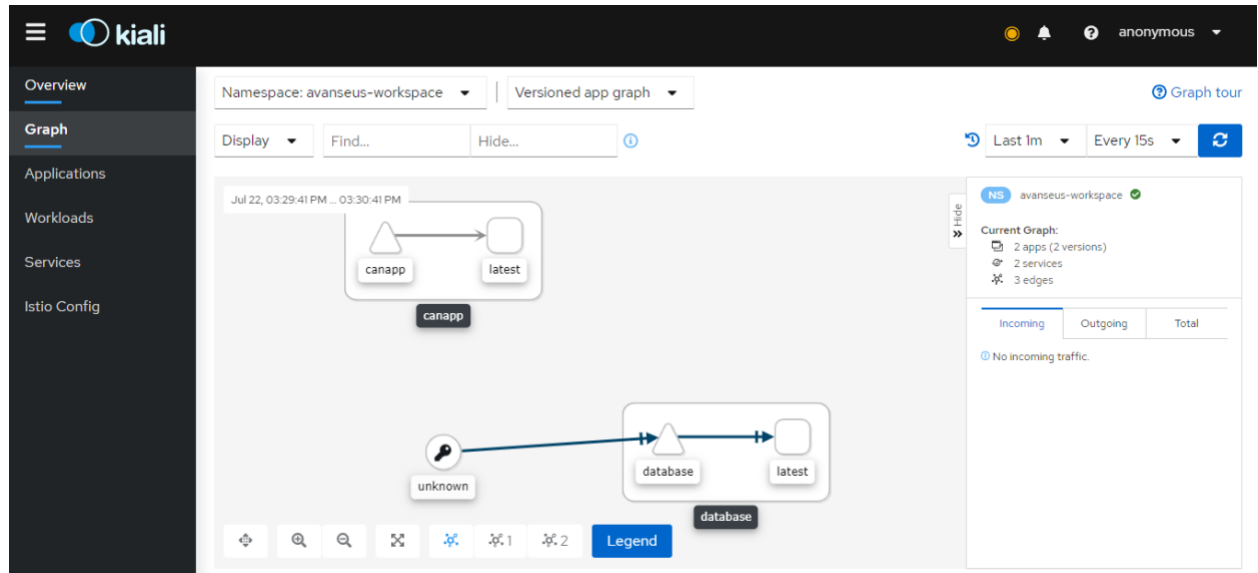 kiali
anonymous
Overview
Graph
Applications
Workloads
Services
Istio Config
Namespace: avanseus-workspace
Versioned app graph
Graph tour
Display
Find...
Hide...
Last 1m
Every 15s
Jul 22, 03:29:41 PM ... 03:30:41 PM
canapp
latest
canapp
unknown
database
latest
database
1
2
Legend
Hide
NS avanseus-workspace
Current Graph:
2 apps (2 versions)
2 services
3 edges
Incoming
Outgoing
Total
No incoming traffic.